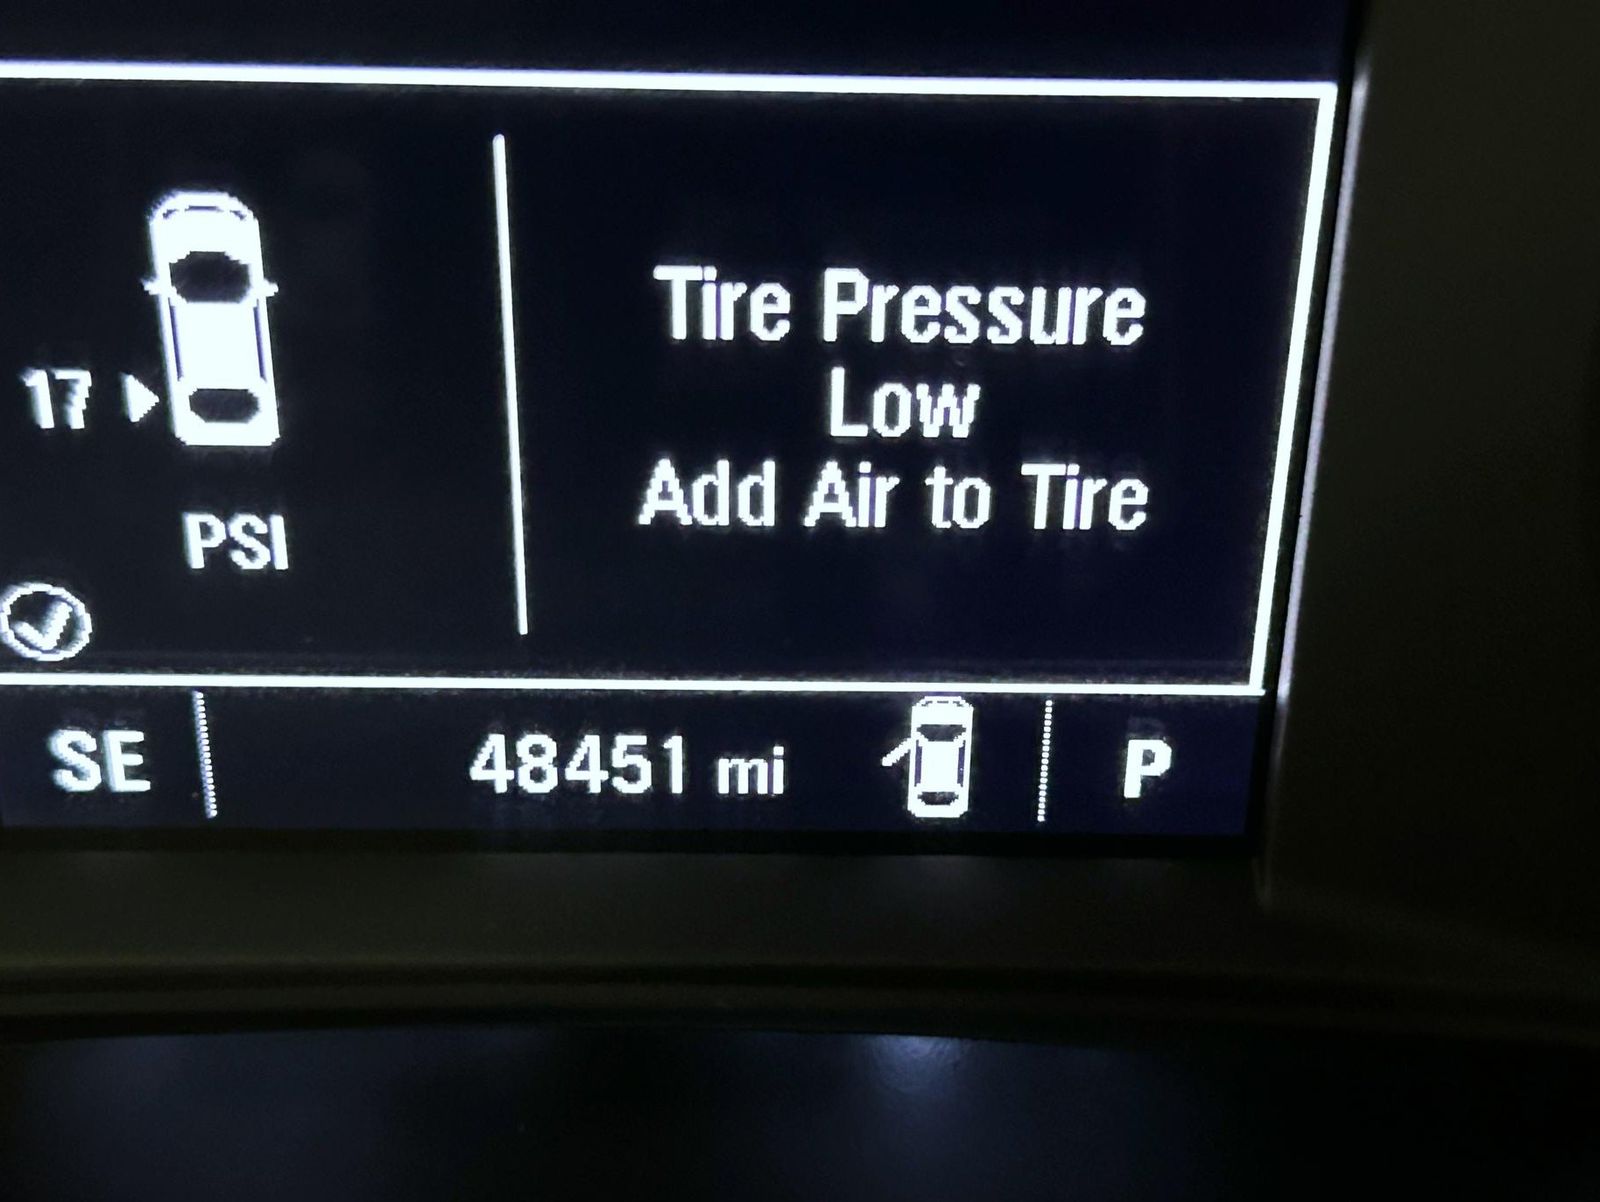 Tire Pressure
Low
Add Air to Tire
17
PSI
SE
48451 mi
P